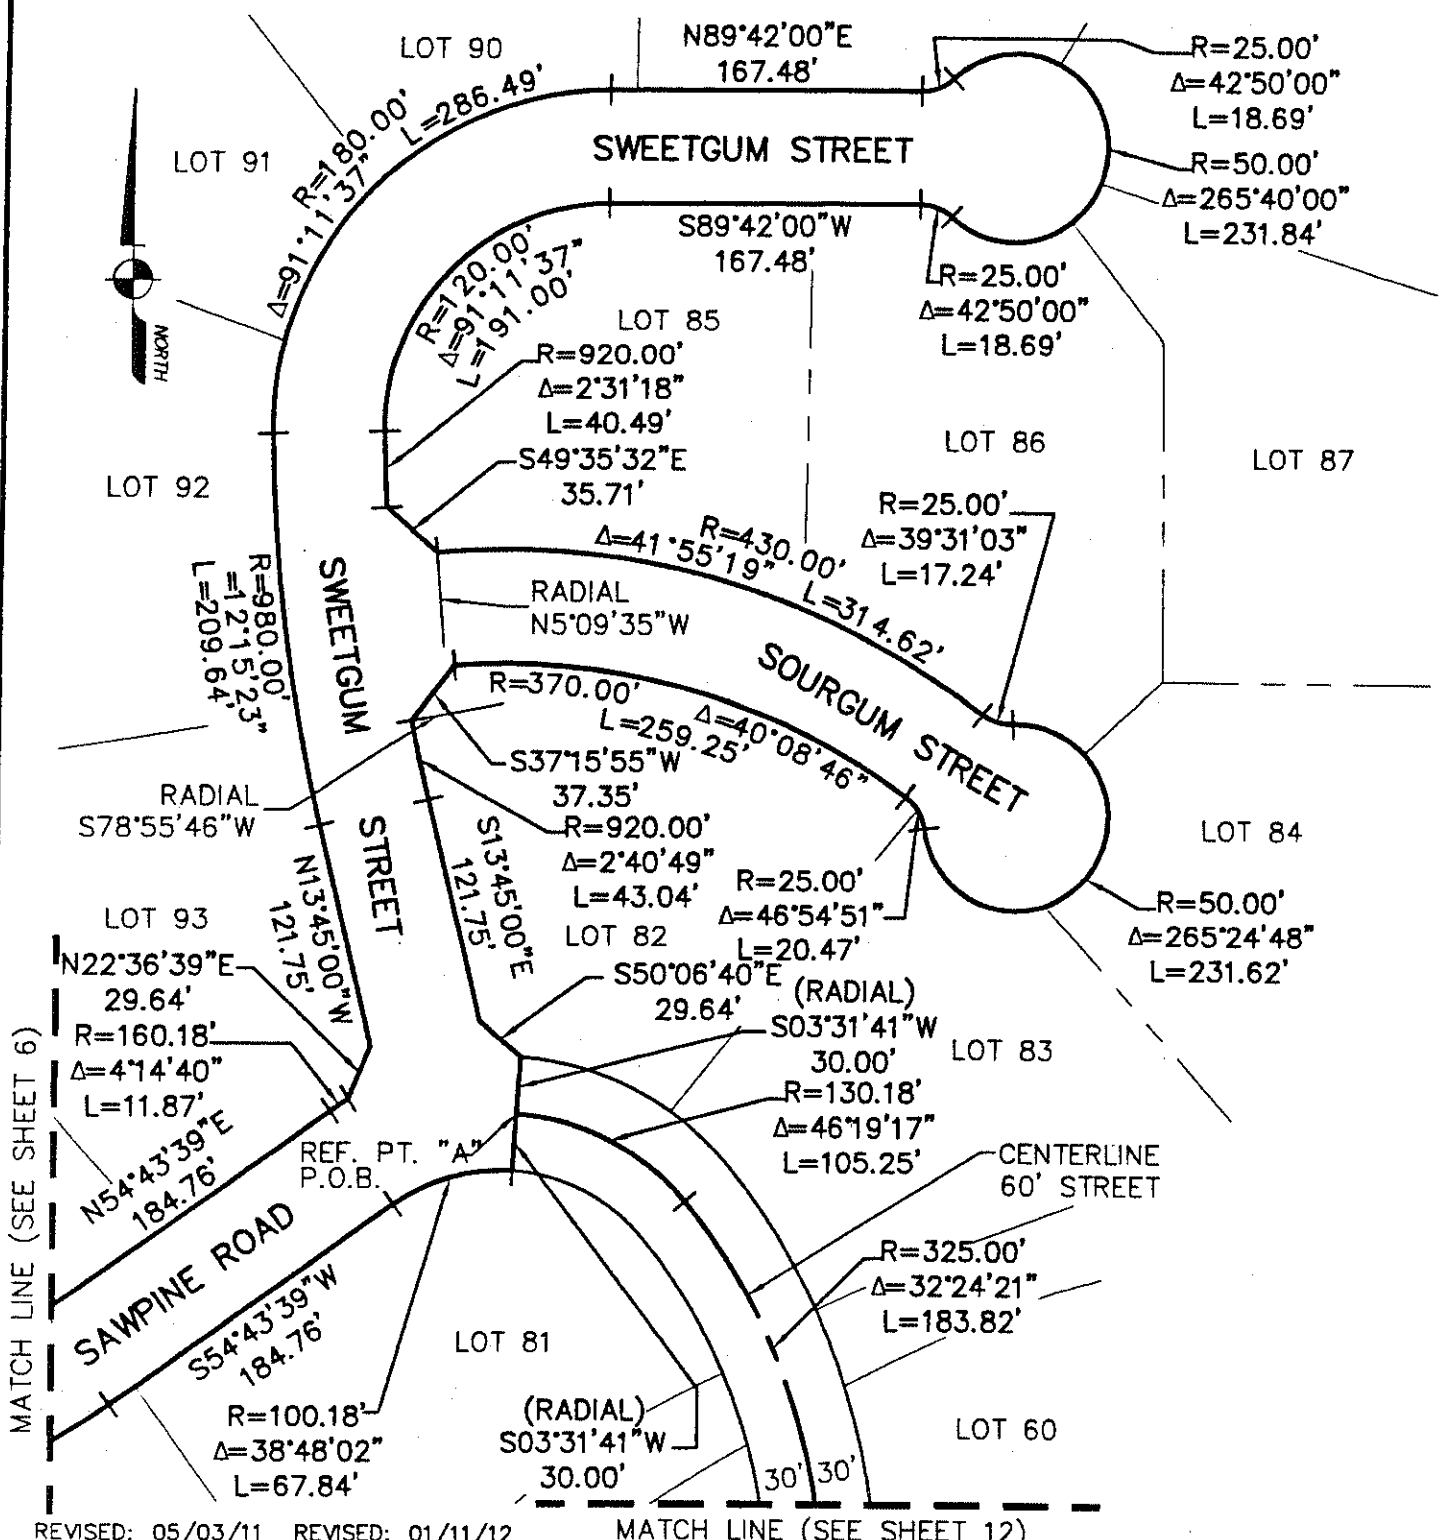 LOT 90
N89°42'00"E
167.48'
R=25.00'
Δ=42°50'00"
L=18.69'
R=180.00'
L=286.49'
Δ=91°11'37"
LOT 91
SWEETGUM STREET
R=50.00'
Δ=265°40'00"
L=231.84'
S89°42'00"W
167.48'
R=25.00'
Δ=42°50'00"
L=18.69'
NORTH
R=120.00'
Δ=91°11'37"
L=191.00'
LOT 85
R=920.00'
Δ=2°31'18"
L=40.49'
S49°35'32"E
35.71'
LOT 86
LOT 87
LOT 92
R=25.00'
Δ=39°31'03"
L=17.24'
R=430.00'
Δ=41°55'19"
L=314.62'
RADIAL
N5°09'35"W
SWEETGUM
STREET
R=980.00'
=12°15'23"
L=209.64'
SOURGUM STREET
R=370.00'
Δ=40°08'46"
L=259.25'
S37°15'55"W
37.35'
RADIAL
S78°55'46"W
R=920.00'
Δ=2°40'49"
L=43.04'
LOT 84
N13°45'00"W
121.75'
S13°45'00"E
121.75'
R=25.00'
Δ=46°54'51"
L=20.47'
R=50.00'
Δ=265°24'48"
L=231.62'
LOT 93
LOT 82
N22°36'39"E
29.64'
S50°06'40"E
29.64'
(RADIAL)
S03°31'41"W
30.00'
LOT 83
R=160.18'
Δ=4°14'40"
L=11.87'
R=130.18'
Δ=46°19'17"
L=105.25'
MATCH LINE (SEE SHEET 6)
N54°43'39"E
184.76'
REF. PT. "A"
P.O.B.
CENTERLINE
60' STREET
SAWPINE ROAD
S54°43'39"W
184.76'
R=325.00'
Δ=32°24'21"
L=183.82'
LOT 81
R=100.18'
Δ=38°48'02"
L=67.84'
(RADIAL)
S03°31'41"W
30.00'
LOT 60
30' 30'
REVISED: 05/03/11 REVISED: 01/11/12
MATCH LINE (SEE SHEET 12)